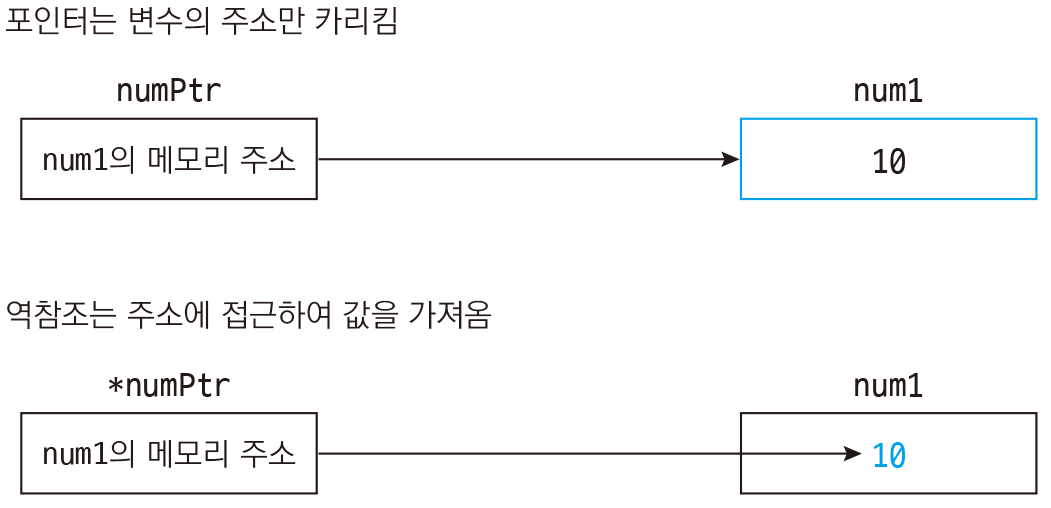 포인터는 변수의 주소만 카리킴
numPtr
num1
num1의 메모리 주소
10
역참조는 주소에 접근하여 값을 가져옴
*numPtr
num1
num1의 메모리 주소
10